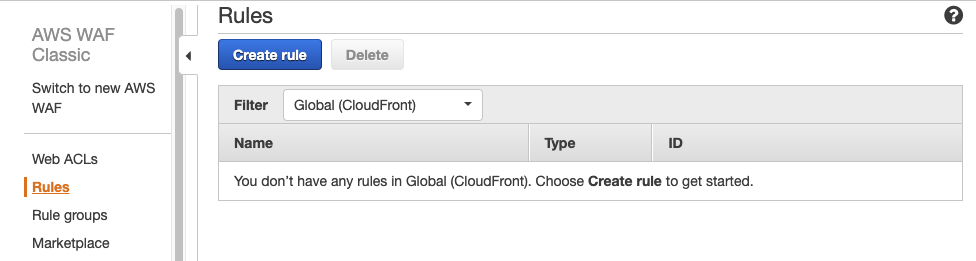 AWS WAF
Classic
Switch to new AWS
WAF
Web ACLs
Rules
Rule groups
Marketplace
Rules
?
Create rule
Delete
Filter
Global (CloudFront)
Name Type ID
You don’t have any rules in Global (CloudFront). Choose Create rule to get started.